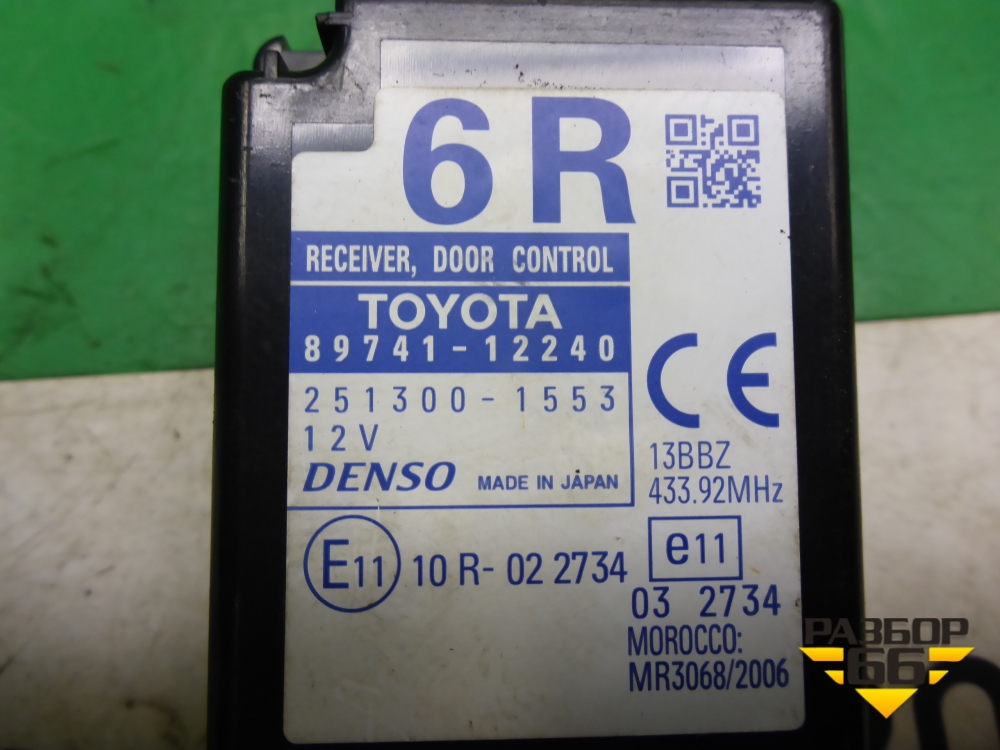 6R
RECEIVER, DOOR CONTROL
TOYOTA
89741-12240
251300-1553
12V
DENSO MADE IN JAPAN
CE
13BBZ
433.92MHz
E11 10 R- 02 2734
e11
03 2734
MOROCCO:
MR3068/2006
РАЗБОР
66